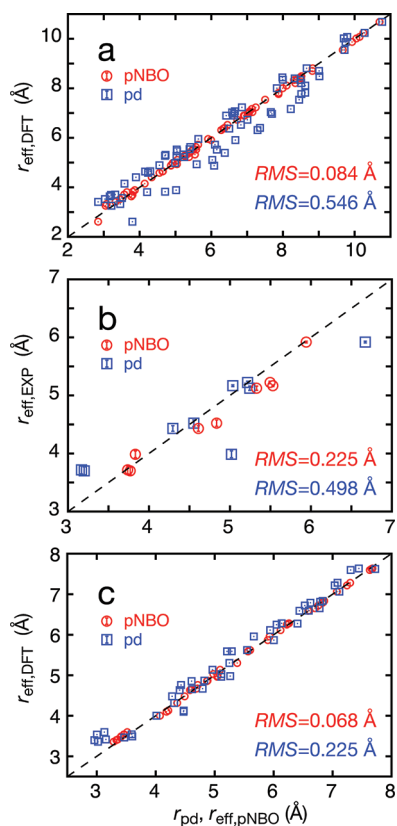 a
pNBO
pd
r_eff,DFT (Å)
10
8
6
4
2
RMS=0.084 Å
RMS=0.546 Å
2 4 6 8 10
b
pNBO
pd
r_eff,EXP (Å)
7
6
5
4
3
RMS=0.225 Å
RMS=0.498 Å
3 4 5 6 7
c
pNBO
pd
r_eff,DFT (Å)
8
7
6
5
4
3
RMS=0.068 Å
RMS=0.225 Å
3 4 5 6 7 8
r_pd, r_eff,pNBO (Å)